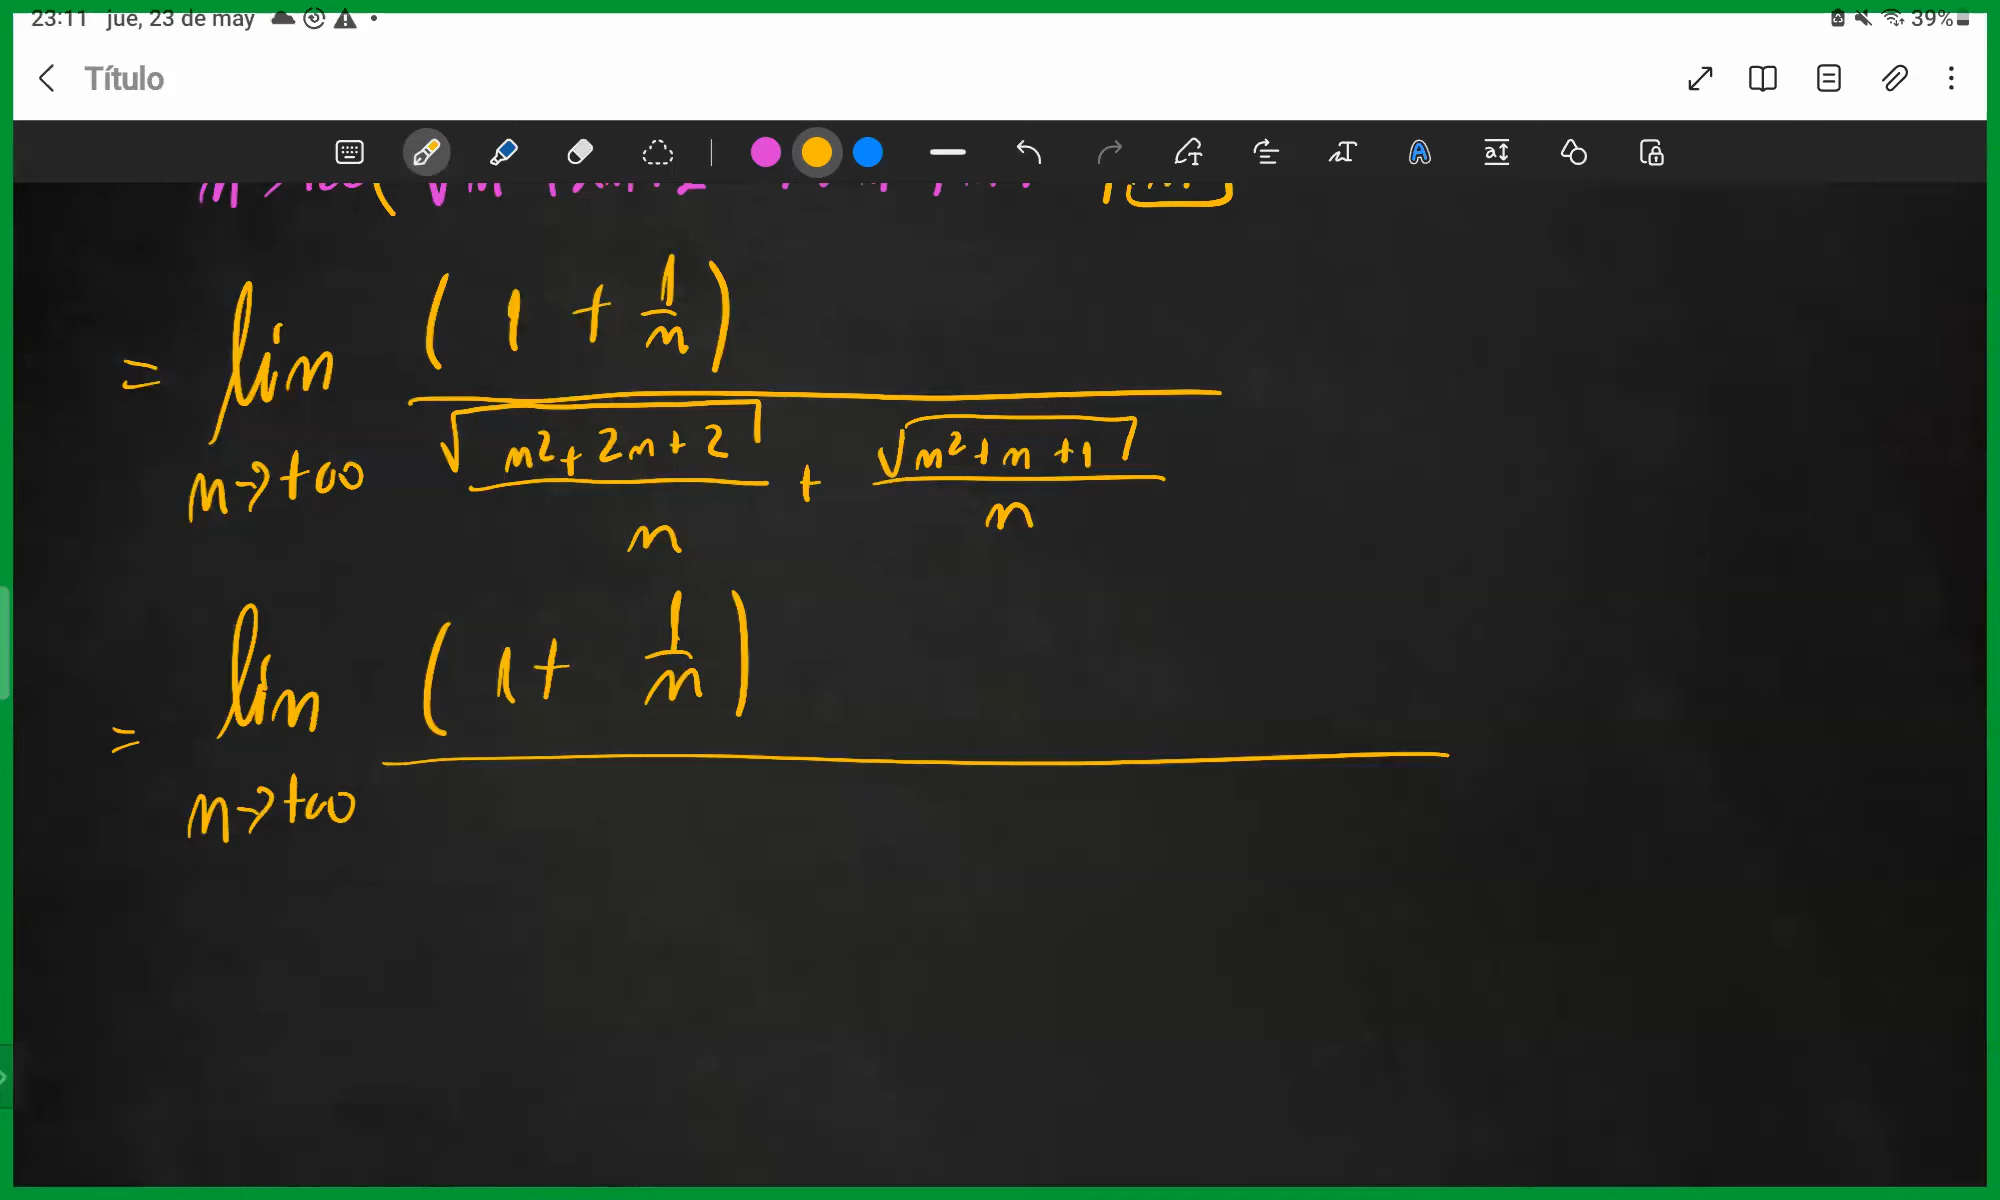 23:11 jue, 23 de may 39%
Título
= lim (1 + 1/n) / (√(n²+2n+2)/n + √(n²+n+1)/n)
n→+∞
= lim (1 + 1/n)
n→+∞